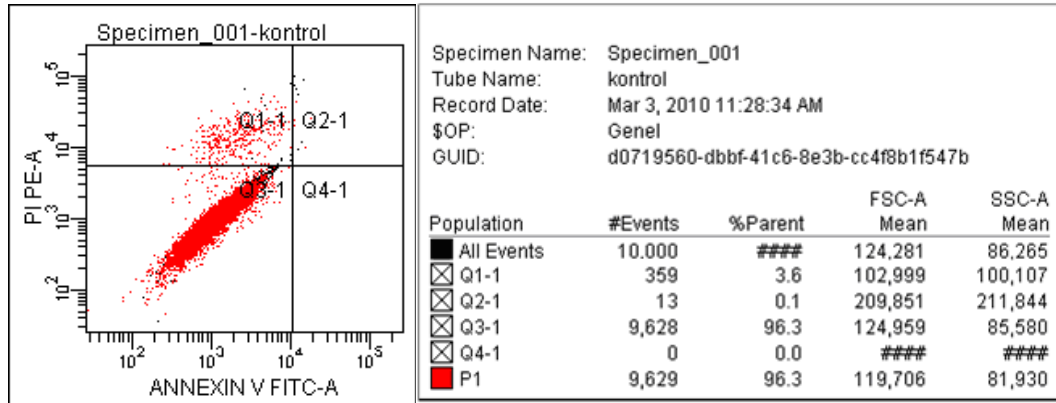 Specimen_001-kontrol
PI PE-A
10^5
10^4
10^3
10^2
Q1-1 Q2-1
Q3-1 Q4-1
10^2 10^3 10^4 10^5
ANNEXIN V FITC-A
Specimen Name: Specimen_001
Tube Name: kontrol
Record Date: Mar 3, 2010 11:28:34 AM
$OP: Genel
GUID: d0719560-dbbf-41c6-8e3b-cc4f8b1f547b
FSC-A SSC-A
Population #Events %Parent Mean Mean
All Events 10.000 #### 124,281 86,265
Q1-1 359 3.6 102,999 100,107
Q2-1 13 0.1 209,851 211,844
Q3-1 9,628 96.3 124,959 85,580
Q4-1 0 0.0 #### ####
P1 9,629 96.3 119,706 81,930